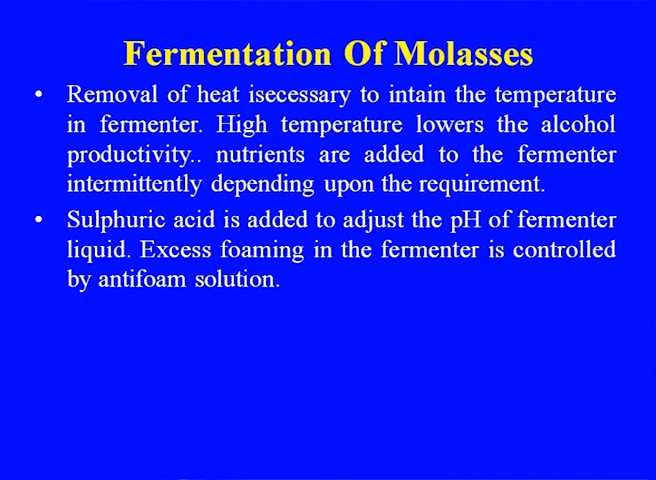 Fermentation Of Molasses
• Removal of heat isecessary to intain the temperature
in fermenter. High temperature lowers the alcohol
productivity.. nutrients are added to the fermenter
intermittently depending upon the requirement.
• Sulphuric acid is added to adjust the pH of fermenter
liquid. Excess foaming in the fermenter is controlled
by antifoam solution.